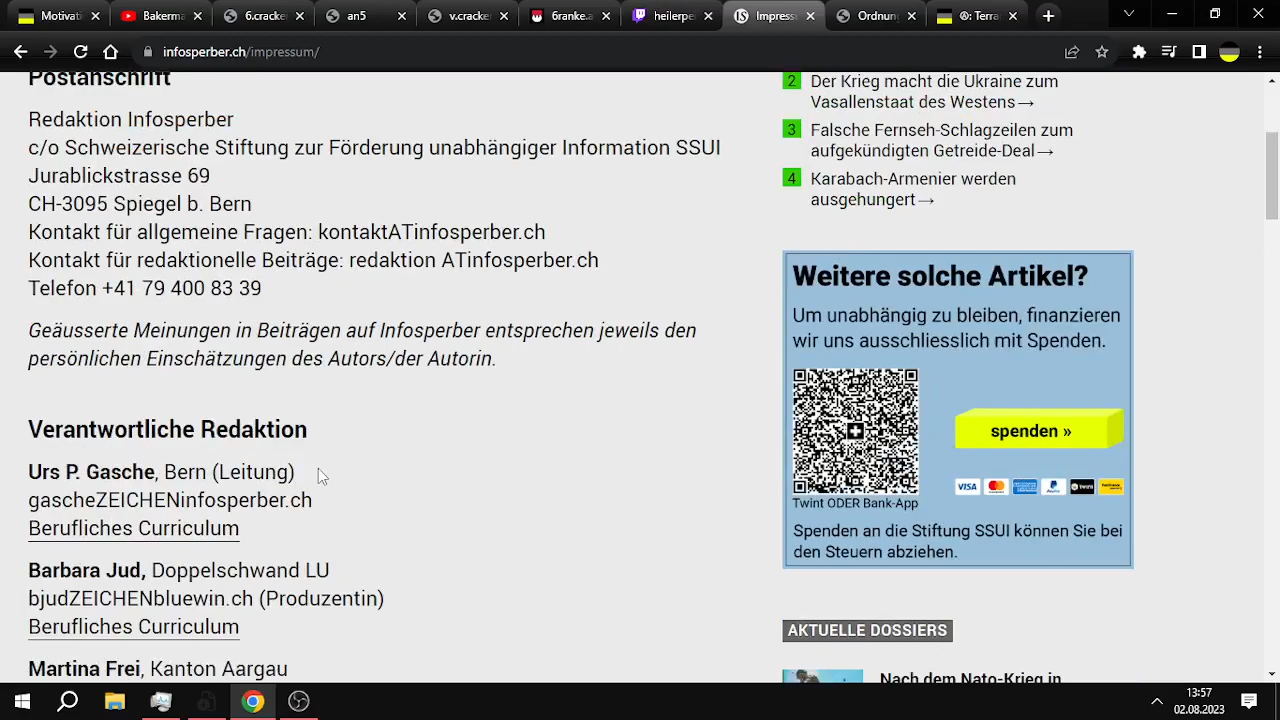 Motivati
Bakerma
6.cracke
an5
v.cracke
6ranke.a
heilerpe
Impress
Ordnung
Ⓐ: Terra
infosperber.ch/impressum/
Postanschrift
Redaktion Infosperber
c/o Schweizerische Stiftung zur Förderung unabhängiger Information SSUI
Jurablickstrasse 69
CH-3095 Spiegel b. Bern
Kontakt für allgemeine Fragen: kontaktATinfosperber.ch
Kontakt für redaktionelle Beiträge: redaktion ATinfosperber.ch
Telefon +41 79 400 83 39
Geäusserte Meinungen in Beiträgen auf Infosperber entsprechen jeweils den
persönlichen Einschätzungen des Autors/der Autorin.
Verantwortliche Redaktion
Urs P. Gasche, Bern (Leitung)
gascheZEICHENinfosperber.ch
Berufliches Curriculum
Barbara Jud, Doppelschwand LU
bjudZEICHENbluewin.ch (Produzentin)
Berufliches Curriculum
Martina Frei, Kanton Aargau
2 Der Krieg macht die Ukraine zum
Vasallenstaat des Westens→
3 Falsche Fernseh-Schlagzeilen zum
aufgekündigten Getreide-Deal→
4 Karabach-Armenier werden
ausgehungert→
Weitere solche Artikel?
Um unabhängig zu bleiben, finanzieren
wir uns ausschliesslich mit Spenden.
spenden »
VISA
Twint ODER Bank-App
Spenden an die Stiftung SSUI können Sie bei
den Steuern abziehen.
AKTUELLE DOSSIERS
Nach dem Nato-Krieg in
13:57
02.08.2023